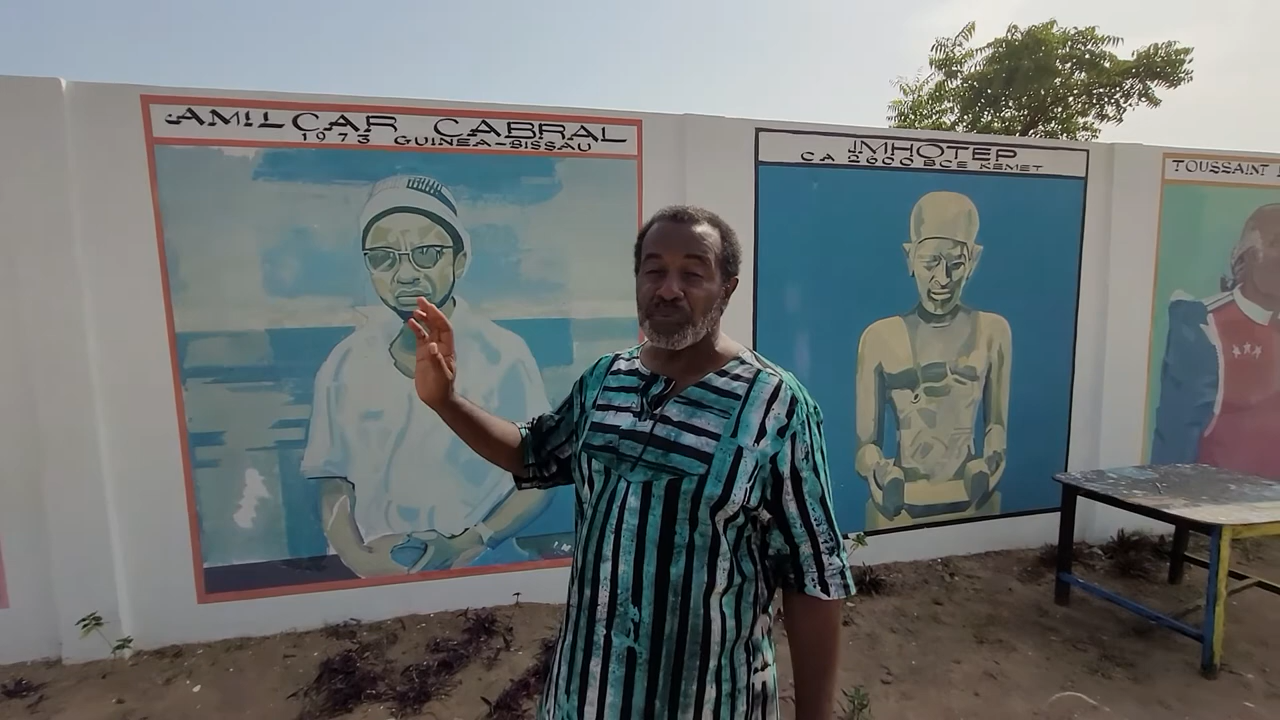 AMILCAR CABRAL
1973 GUINEA-BISSAU
IMHOTEP
CA 2600 BCE KEMET
TOUSSAINT